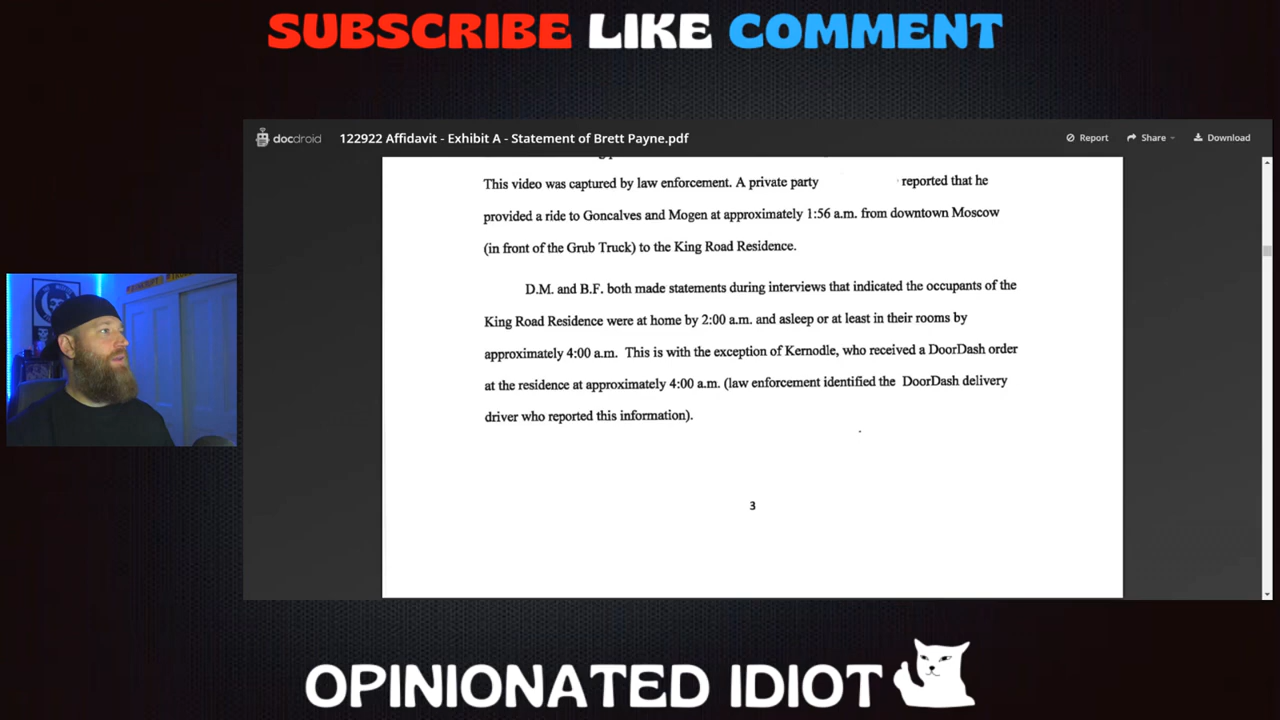 SUBSCRIBE LIKE COMMENT
docdroid
122922 Affidavit - Exhibit A - Statement of Brett Payne.pdf
Report
Share
Download
This video was captured by law enforcement. A private party reported that he
provided a ride to Goncalves and Mogen at approximately 1:56 a.m. from downtown Moscow
(in front of the Grub Truck) to the King Road Residence.
D.M. and B.F. both made statements during interviews that indicated the occupants of the
King Road Residence were at home by 2:00 a.m. and asleep or at least in their rooms by
approximately 4:00 a.m. This is with the exception of Kernodle, who received a DoorDash order
at the residence at approximately 4:00 a.m. (law enforcement identified the DoorDash delivery
driver who reported this information).
3
OPINIONATED IDIOT